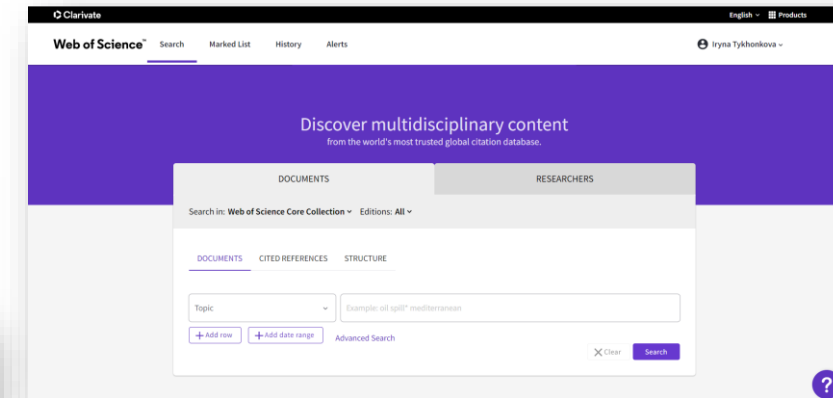 Clarivate
English
Products
Web of Science™
Search
Marked List
History
Alerts
Iryna Tykhonkova
Discover multidisciplinary content
from the world's most trusted global citation database.
DOCUMENTS
RESEARCHERS
Search in: Web of Science Core Collection
Editions: All
DOCUMENTS
CITED REFERENCES
STRUCTURE
Topic
Example: oil spill* mediterranean
+ Add row
+ Add date range
Advanced Search
X Clear
Search
?